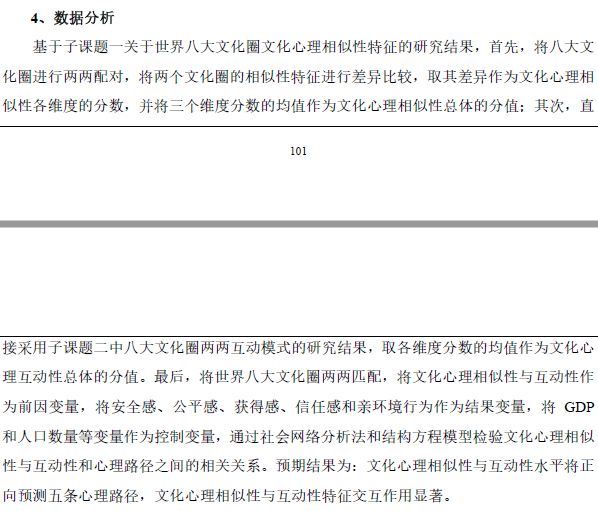 4、数据分析
基于子课题一关于世界八大文化圈文化心理相似性特征的研究结果，首先，将八大文
化圈进行两两配对，将两个文化圈的相似性特征进行差异比较，取其差异作为文化心理相
似性各维度的分数，并将三个维度分数的均值作为文化心理相似性总体的分值；其次，直
101
接采用子课题二中八大文化圈两两互动模式的研究结果，取各维度分数的均值作为文化心
理互动性总体的分值。最后，将世界八大文化圈两两匹配，将文化心理相似性与互动性作
为前因变量，将安全感、公平感、获得感、信任感和亲环境行为作为结果变量，将 GDP
和人口数量等变量作为控制变量，通过社会网络分析法和结构方程模型检验文化心理相似
性与互动性和心理路径之间的相关关系。预期结果为：文化心理相似性与互动性水平将正
向预测五条心理路径，文化心理相似性与互动性特征交互作用显著。